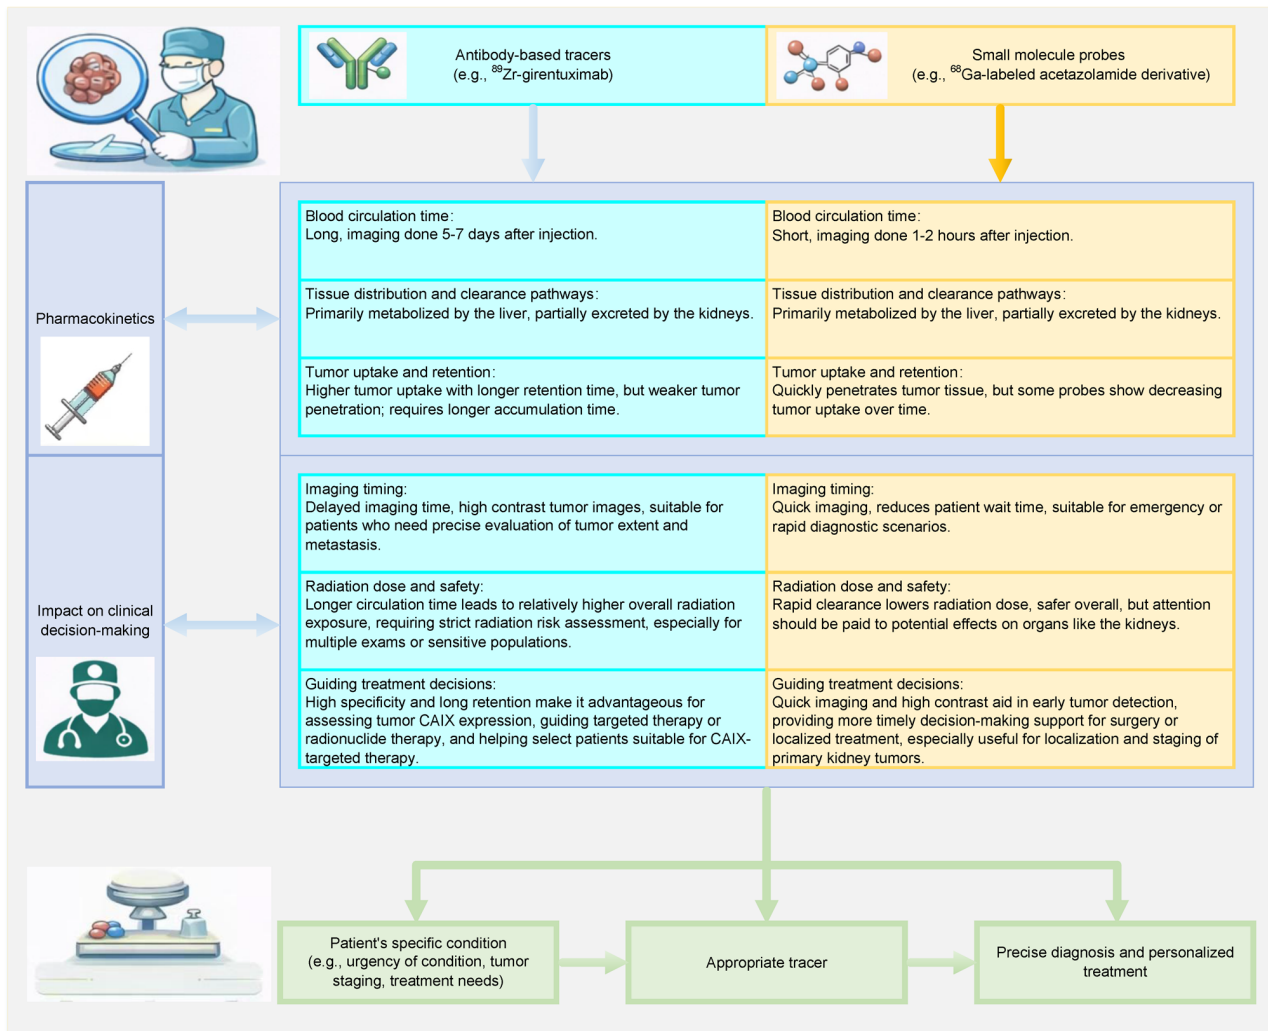 Antibody-based tracers
(e.g., ⁸⁹Zr-girentuximab)
Small molecule probes
(e.g., ⁶⁸Ga-labeled acetazolamide derivative)
Pharmacokinetics
Blood circulation time:
Long, imaging done 5-7 days after injection.
Blood circulation time:
Short, imaging done 1-2 hours after injection.
Tissue distribution and clearance pathways:
Primarily metabolized by the liver, partially excreted by the kidneys.
Tissue distribution and clearance pathways:
Primarily metabolized by the liver, partially excreted by the kidneys.
Tumor uptake and retention:
Higher tumor uptake with longer retention time, but weaker tumor
penetration; requires longer accumulation time.
Tumor uptake and retention:
Quickly penetrates tumor tissue, but some probes show decreasing
tumor uptake over time.
Impact on clinical
decision-making
Imaging timing:
Delayed imaging time, high contrast tumor images, suitable for
patients who need precise evaluation of tumor extent and
metastasis.
Imaging timing:
Quick imaging, reduces patient wait time, suitable for emergency or
rapid diagnostic scenarios.
Radiation dose and safety:
Longer circulation time leads to relatively higher overall radiation
exposure, requiring strict radiation risk assessment, especially for
multiple exams or sensitive populations.
Radiation dose and safety:
Rapid clearance lowers radiation dose, safer overall, but attention
should be paid to potential effects on organs like the kidneys.
Guiding treatment decisions:
High specificity and long retention make it advantageous for
assessing tumor CAIX expression, guiding targeted therapy or
radionuclide therapy, and helping select patients suitable for CAIX-
targeted therapy.
Guiding treatment decisions:
Quick imaging and high contrast aid in early tumor detection,
providing more timely decision-making support for surgery or
localized treatment, especially useful for localization and staging of
primary kidney tumors.
Patient's specific condition
(e.g., urgency of condition, tumor
staging, treatment needs)
Appropriate tracer
Precise diagnosis and personalized
treatment